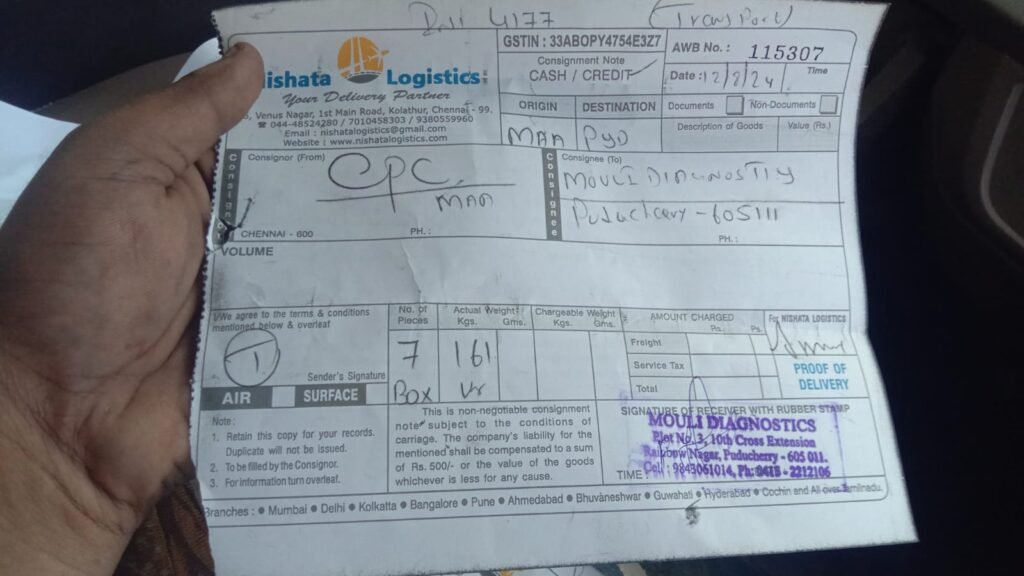 4177 (Transport)
Nishata Logistics
Your Delivery Partner
Venus Nagar, 1st Main Road, Kolathur, Chennai - 99.
☎ 044-48524280 / 7010458303 / 9380559960
Email : nishatalogistics@gmail.com
Website : www.nishatalogistics.com
GSTIN : 33ABOPY4754E3Z7
Consignment Note
CASH / CREDIT
AWB No. : 115307
Date : 12/8/24 Time
ORIGIN DESTINATION
MAA PYD
Documents Non-Documents
Description of Goods Value (Rs.)
Consignor
Consignor (From)
CPC
MAA
CHENNAI - 600 PH. :
Consignee
Consignee (To)
MOULI DIAGNOSTIY
Puducherry - 605111
PH. :
VOLUME
I/We agree to the terms & conditions
mentioned below & overleaf
Sender's Signature
AIR SURFACE
No. of Pieces
7
Box
Actual Weight
Kgs. Gms.
161
Chargeable Weight
Kgs. Gms.
AMOUNT CHARGED
Rs. Ps.
Freight
Service Tax
Total
For NISHATA LOGISTICS
PROOF OF
DELIVERY
Note :
1. Retain this copy for your records.
Duplicate will not be issued.
2. To be filled by the Consignor.
3. For information turn overleaf.
This is non-negotiable consignment
note subject to the conditions of
carriage. The company's liability for the
mentioned shall be compensated to a sum
of Rs. 500/- or the value of the goods
whichever is less for any cause.
SIGNATURE OF RECEIVER WITH RUBBER STAMP
MOULI DIAGNOSTICS
Plot No. 3, 10th Cross Extension
Rainbow Nagar, Puducherry - 605 011.
Cell : 9843061014, Ph: 0413 - 2212106
TIME :
Branches : ● Mumbai ● Delhi ● Kolkatta ● Bangalore ● Pune ● Ahmedabad ● Bhuvaneshwar ● Guwahati ● Hyderabad ● Cochin and All over Tamilnadu